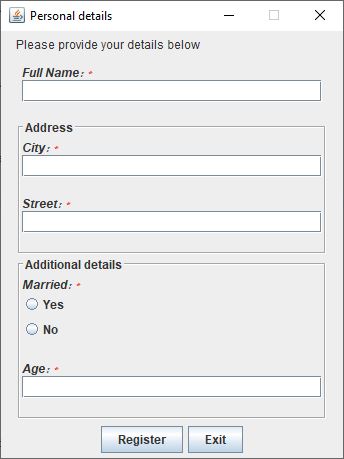 Personal details
Please provide your details below
Full Name: *
Address
City: *
Street: *
Additional details
Married: *
Yes
No
Age: *
Register Exit